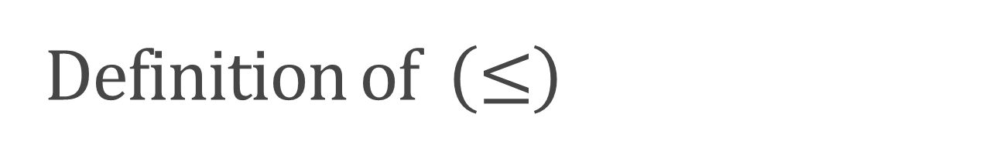 Definition of (≤)